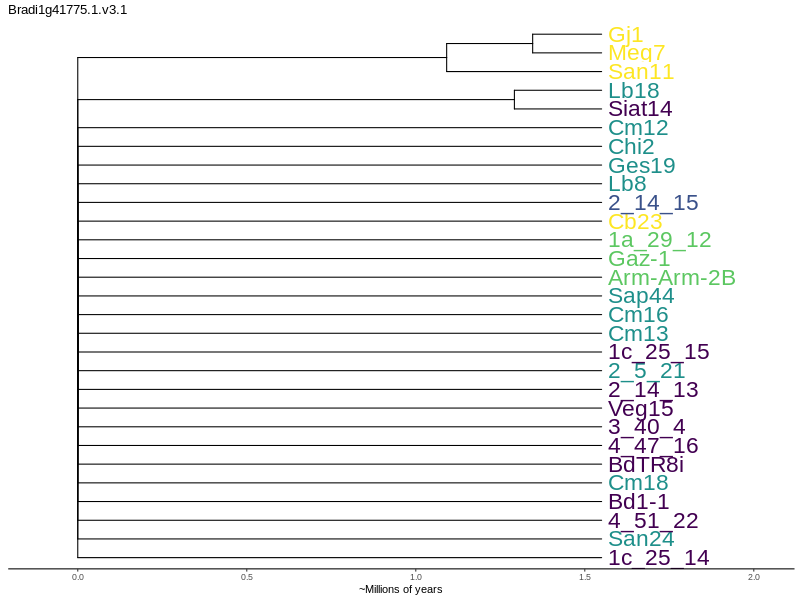 Bradi1g41775.1.v3.1
Gj1
Meq7
San11
Lb18
Siat14
Cm12
Chi2
Ges19
Lb8
2_14_15
Cb23
1a_29_12
Gaz-1
Arm-Arm-2B
Sap44
Cm16
Cm13
1c_25_15
2_5_21
2_14_13
Veg15
3_40_4
4_47_16
BdTR8i
Cm18
Bd1-1
4_51_22
San24
1c_25_14
0.0 0.5 1.0 1.5 2.0
~Millions of years